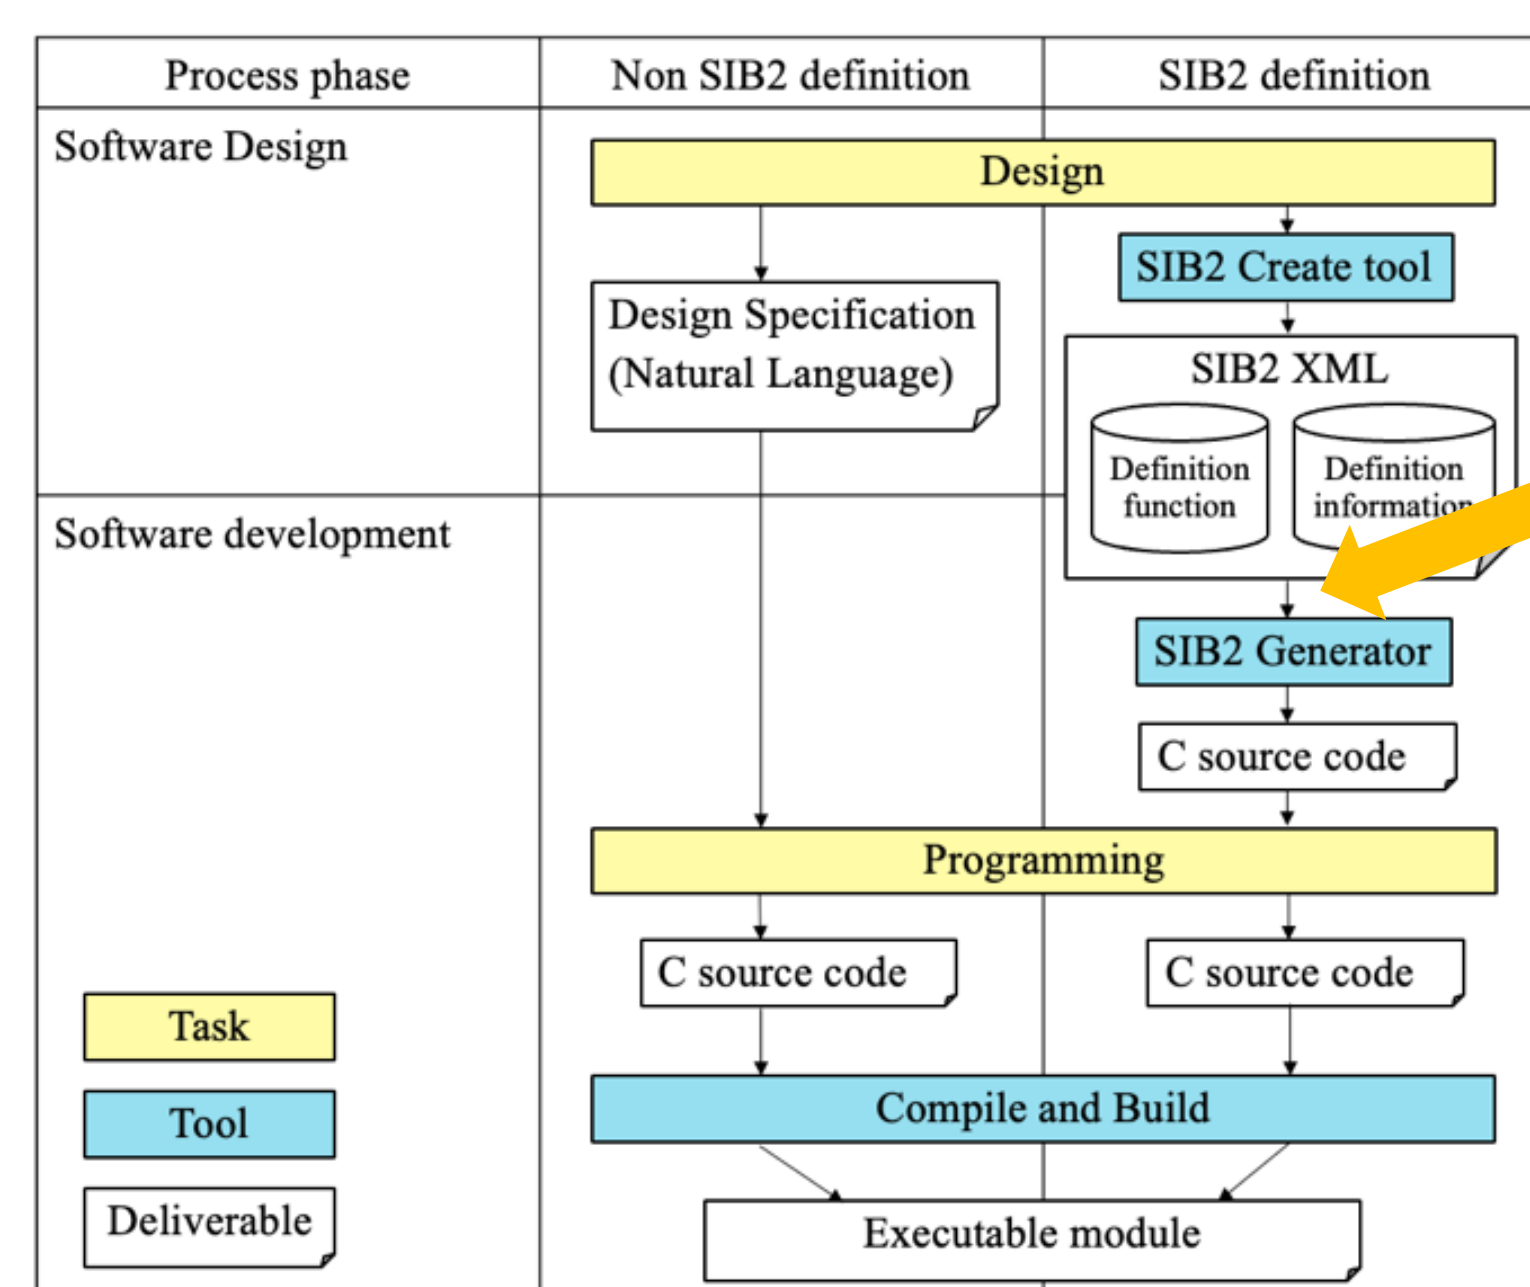 Process phase
Non SIB2 definition
SIB2 definition
Software Design
Design
SIB2 Create tool
Design Specification
(Natural Language)
SIB2 XML
Definition
function
Definition
information
Software development
SIB2 Generator
C source code
Programming
C source code
C source code
Task
Compile and Build
Tool
Deliverable
Executable module